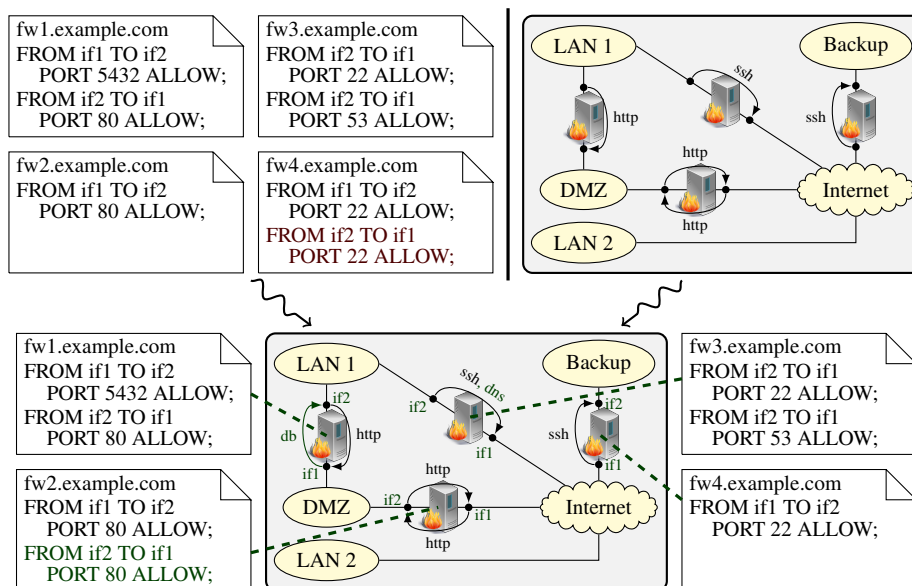 fw1.example.com
FROM if1 TO if2
PORT 5432 ALLOW;
FROM if2 TO if1
PORT 80 ALLOW;
fw3.example.com
FROM if2 TO if1
PORT 22 ALLOW;
FROM if2 TO if1
PORT 53 ALLOW;
fw2.example.com
FROM if1 TO if2
PORT 80 ALLOW;
fw4.example.com
FROM if1 TO if2
PORT 22 ALLOW;
FROM if2 TO if1
PORT 22 ALLOW;
LAN 1
Backup
ssh
http
ssh
http
DMZ
Internet
http
LAN 2
fw1.example.com
FROM if1 TO if2
PORT 5432 ALLOW;
FROM if2 TO if1
PORT 80 ALLOW;
fw2.example.com
FROM if1 TO if2
PORT 80 ALLOW;
FROM if2 TO if1
PORT 80 ALLOW;
LAN 1
Backup
ssh, dns
if2
if2
if2
db
http
ssh
if1
if1
if1
http
DMZ
if2
if1
Internet
http
LAN 2
fw3.example.com
FROM if2 TO if1
PORT 22 ALLOW;
FROM if2 TO if1
PORT 53 ALLOW;
fw4.example.com
FROM if1 TO if2
PORT 22 ALLOW;